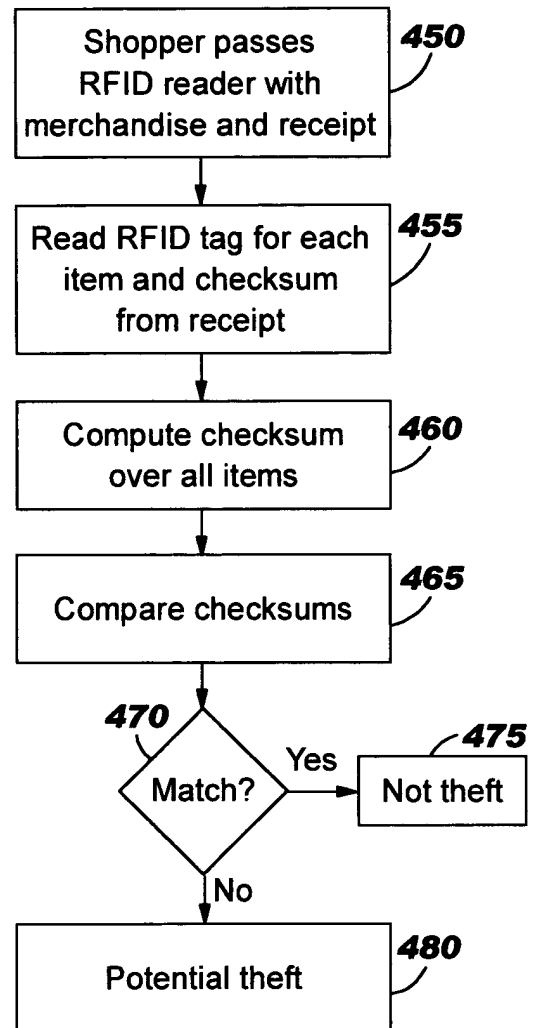 Shopper passes
RFID reader with
merchandise and receipt
450
Read RFID tag for each
item and checksum
from receipt
455
Compute checksum
over all items
460
Compare checksums
465
470
Match?
Yes
475
Not theft
No
Potential theft
480